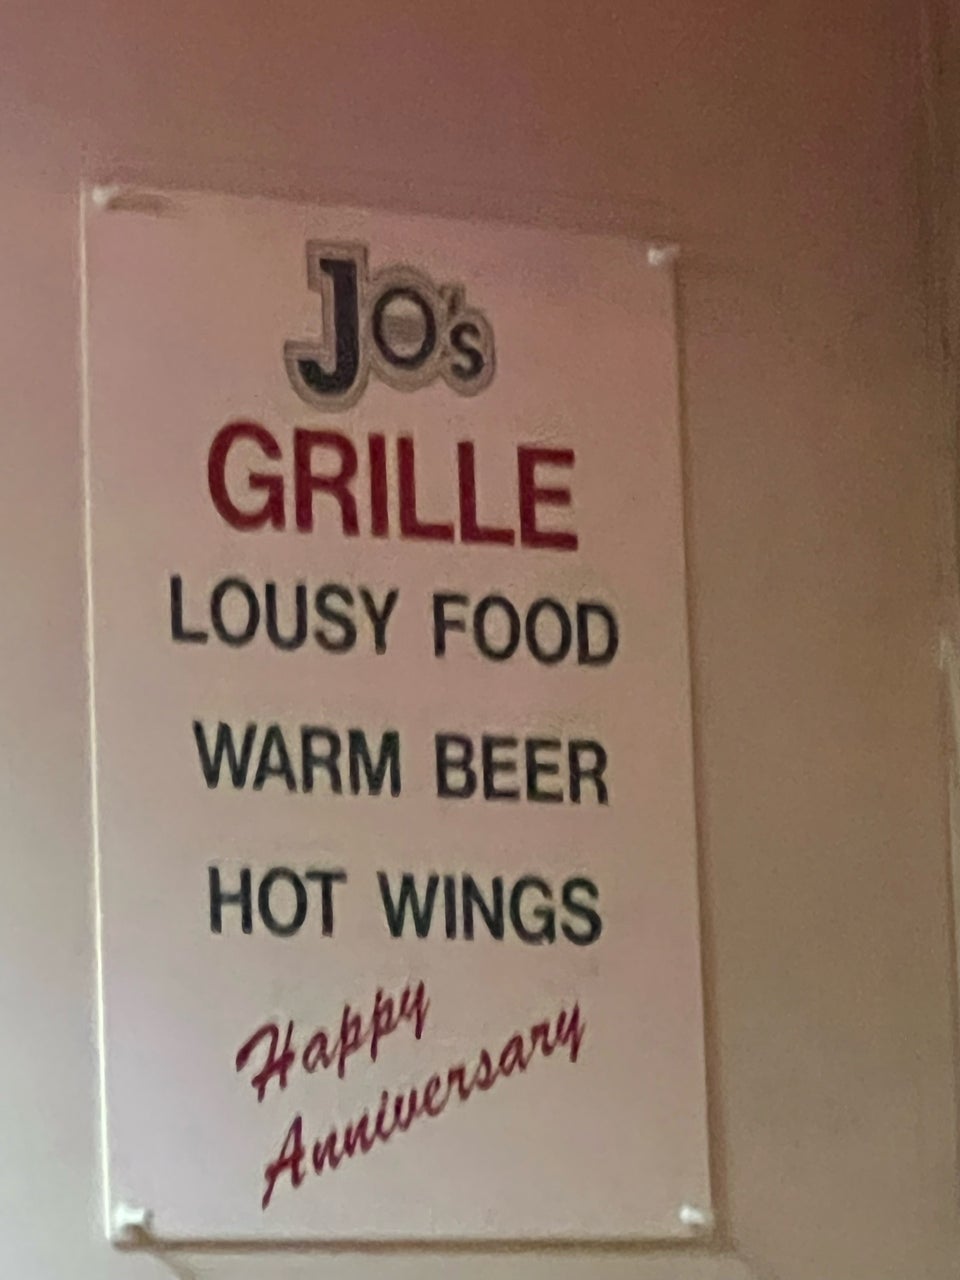 Jo's
GRILLE
LOUSY FOOD
WARM BEER
HOT WINGS
Happy
Anniversary